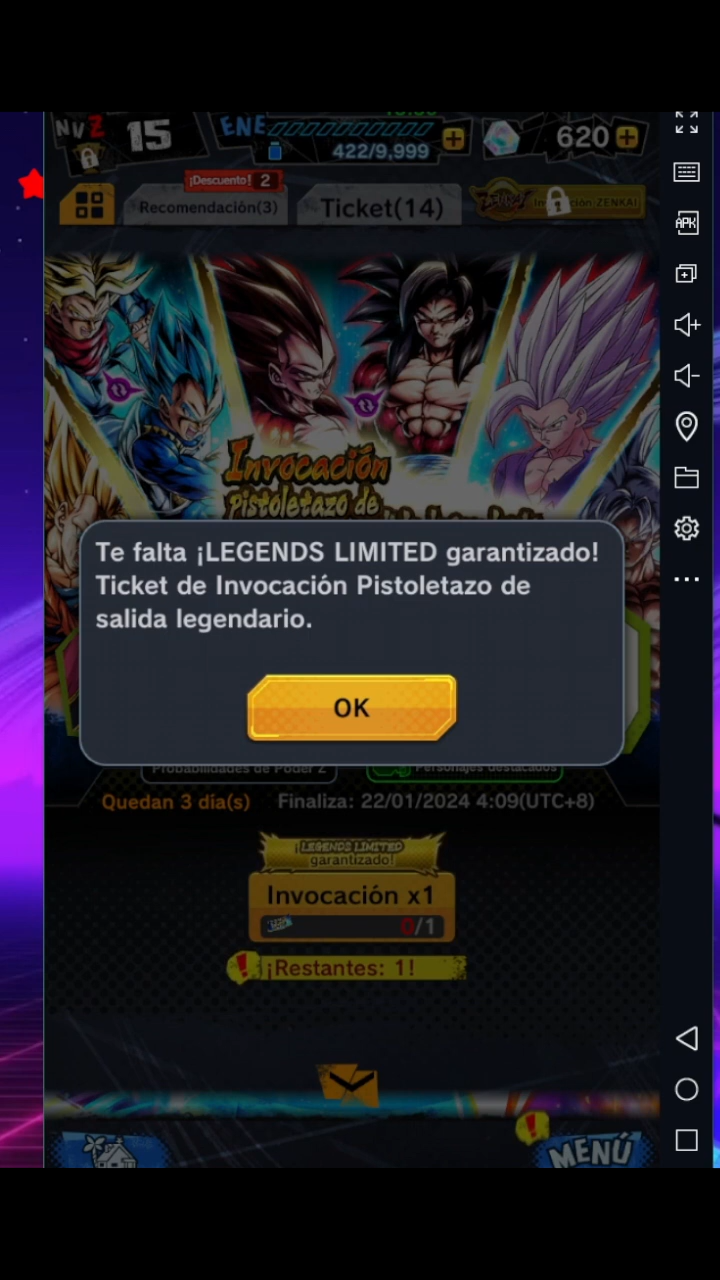 NVZ 15
ENE
422/9,999
620
¡Descuento! 2
Recomendación(3)
Ticket(14)
ZENKAI
Invocación ZENKAI
APK
Invocación
Pistoletazo de
Te falta ¡LEGENDS LIMITED garantizado!
Ticket de Invocación Pistoletazo de
salida legendario.
OK
Probabilidades de Poder Z
Personajes destacados
Quedan 3 día(s)
Finaliza: 22/01/2024 4:09(UTC+8)
¡LEGENDS LIMITED
garantizado!
Invocación x1
0/1
¡Restantes: 1!
MENÚ